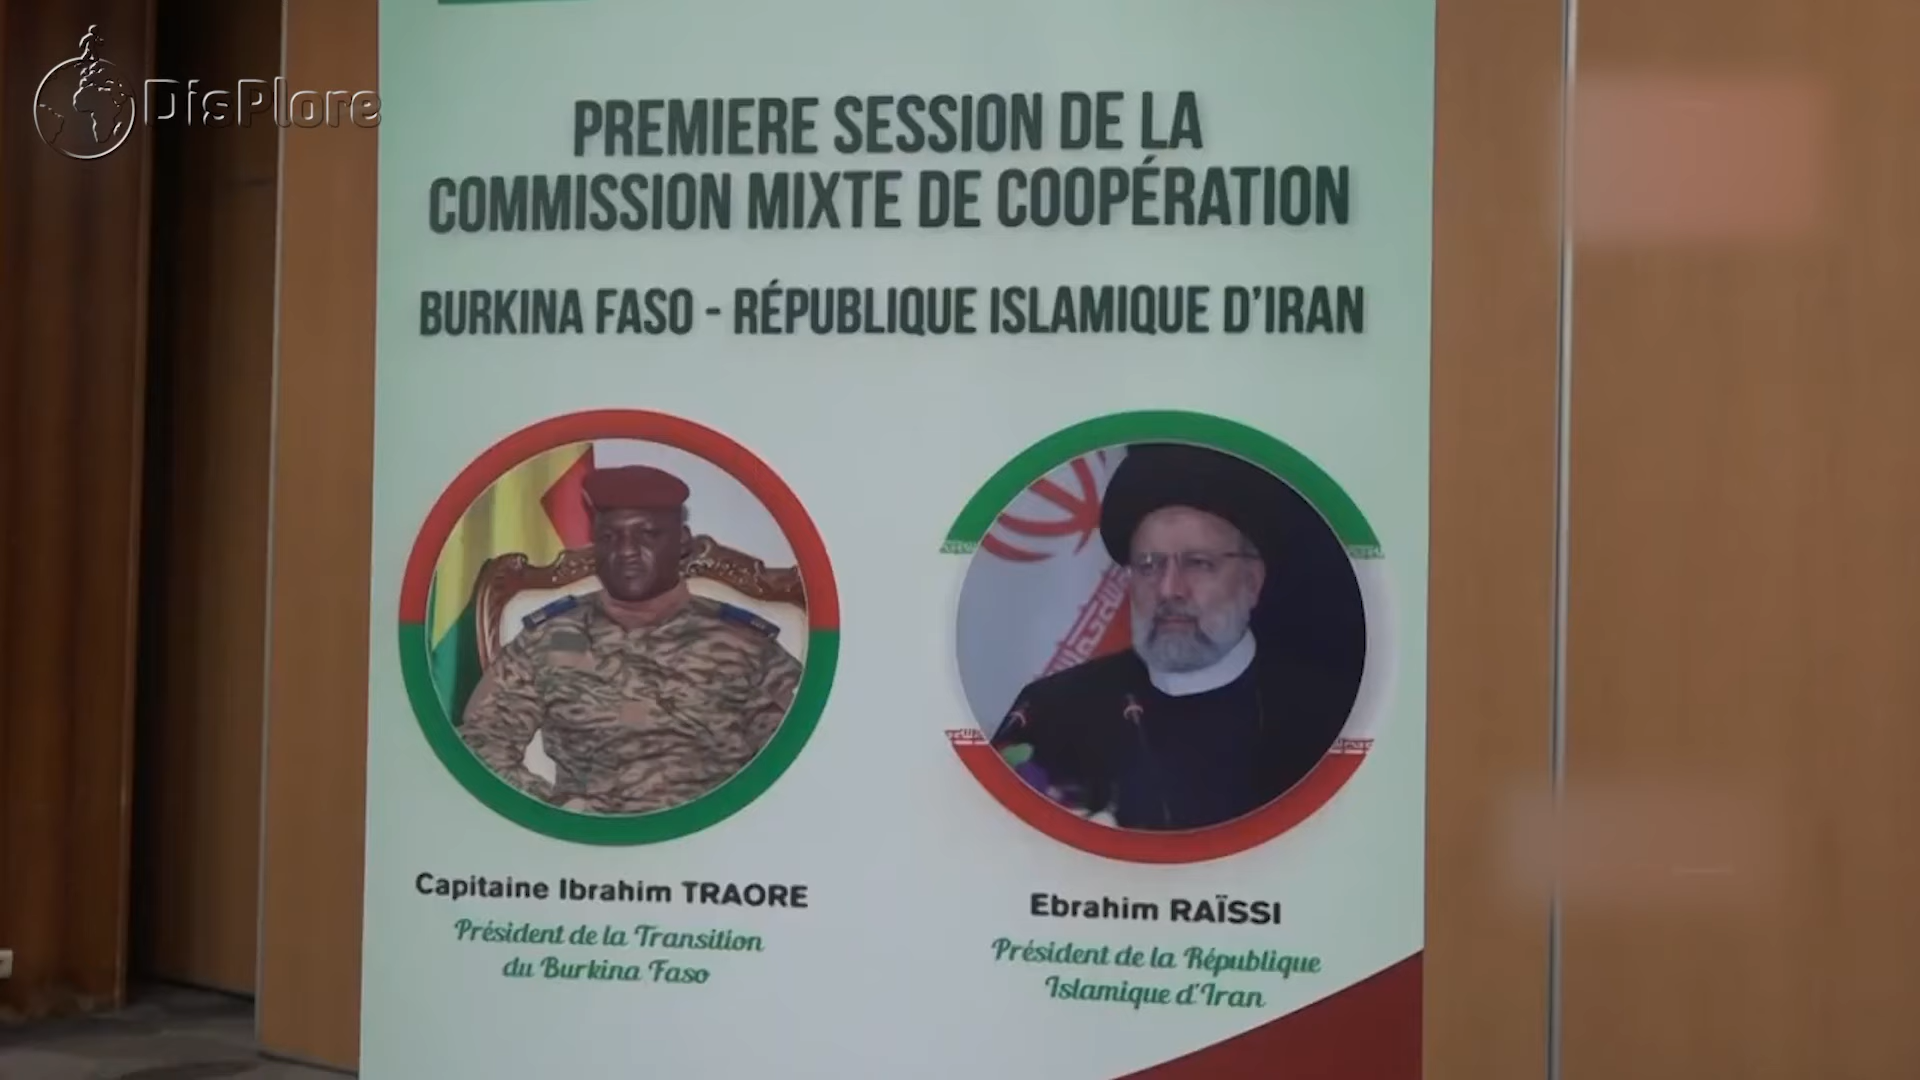 DisPlore
PREMIERE SESSION DE LA
COMMISSION MIXTE DE COOPÉRATION
BURKINA FASO - RÉPUBLIQUE ISLAMIQUE D'IRAN
Capitaine Ibrahim TRAORE
Président de la Transition
du Burkina Faso
Ebrahim RAÏSSI
Président de la République
Islamique d'Iran